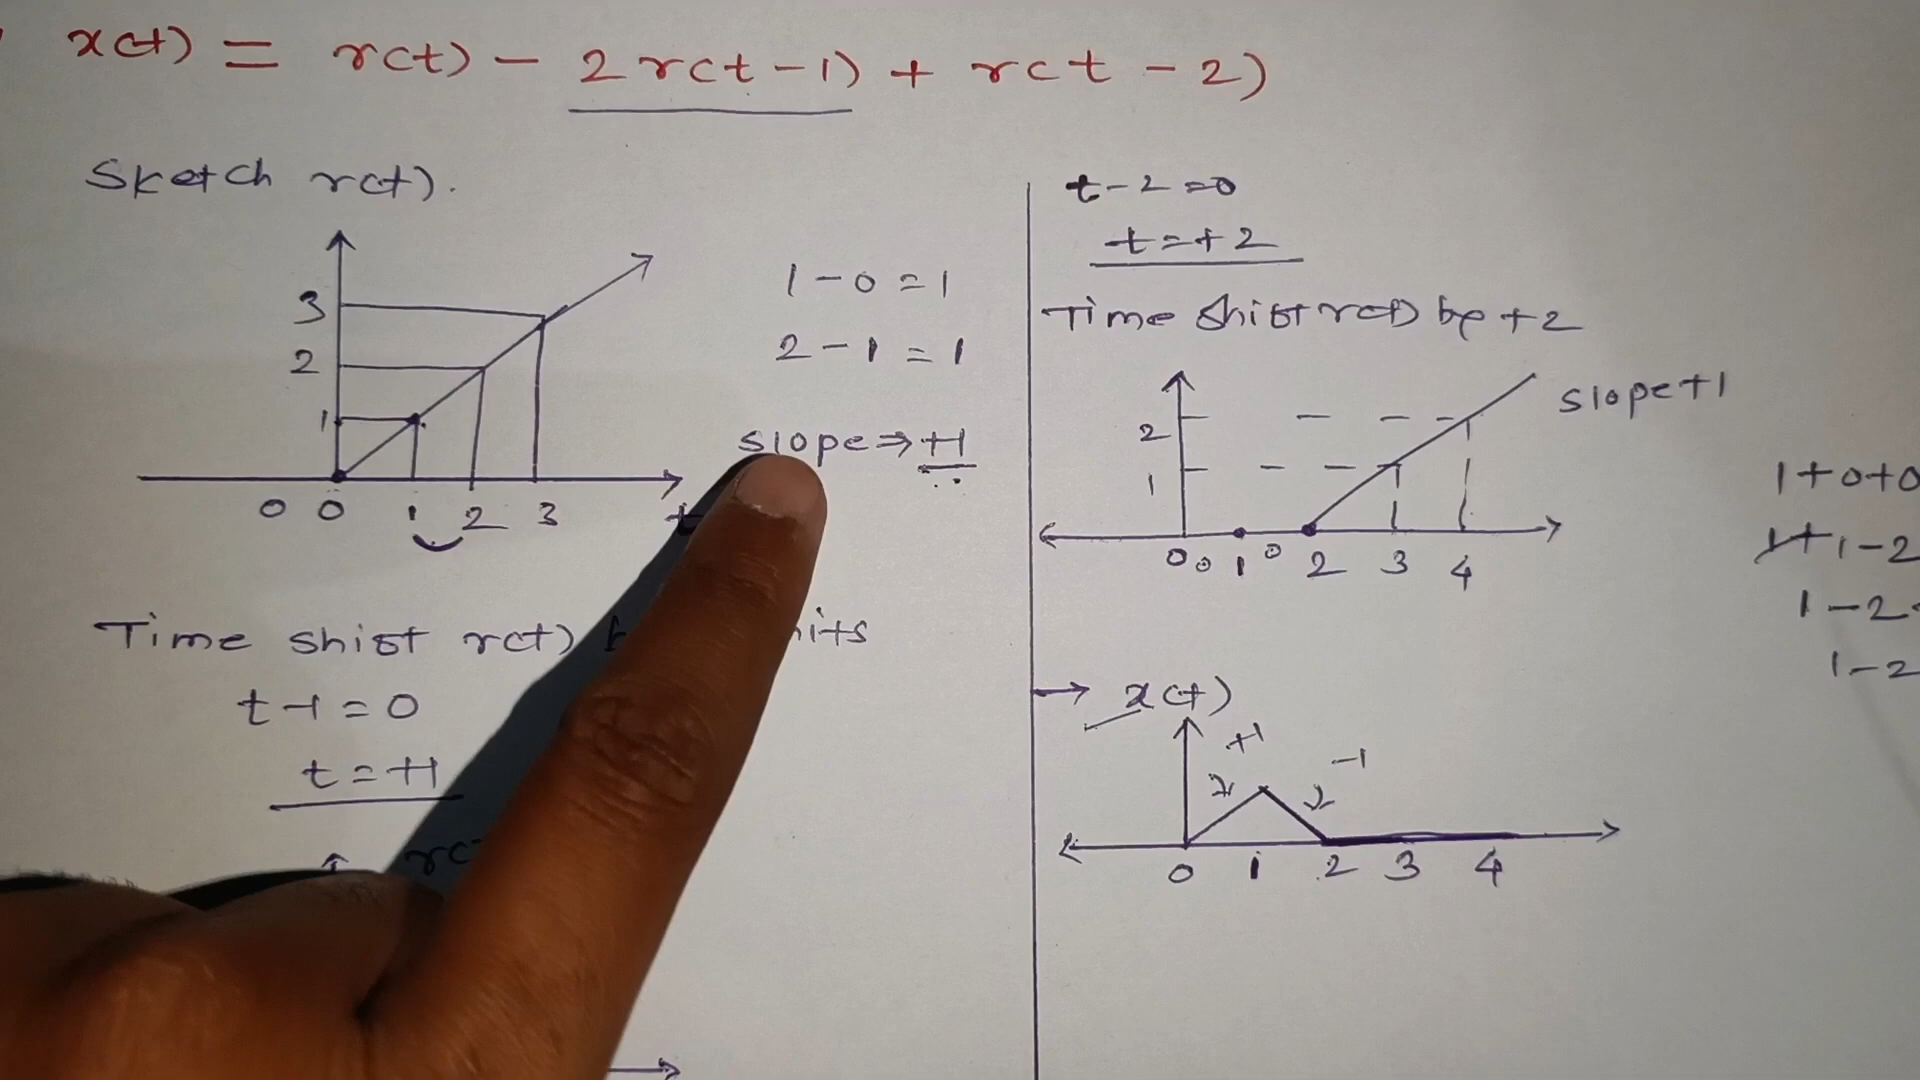 x(t) = r(t) - 2r(t-1) + r(t-2)
Sketch r(t).
3
2
1
0 0 1 2 3 t
1-0=1
2-1=1
slope ⇒ +1
Time shift r(t)
t-1=0
t=+1
t-2=0
t=+2
Time shift r(t) by +2
slope+1
2
1
0 0 1 0 2 3 4
x(t)
+1
-1
0 1 2 3 4
1+0+0
1-2
1-2
1-2